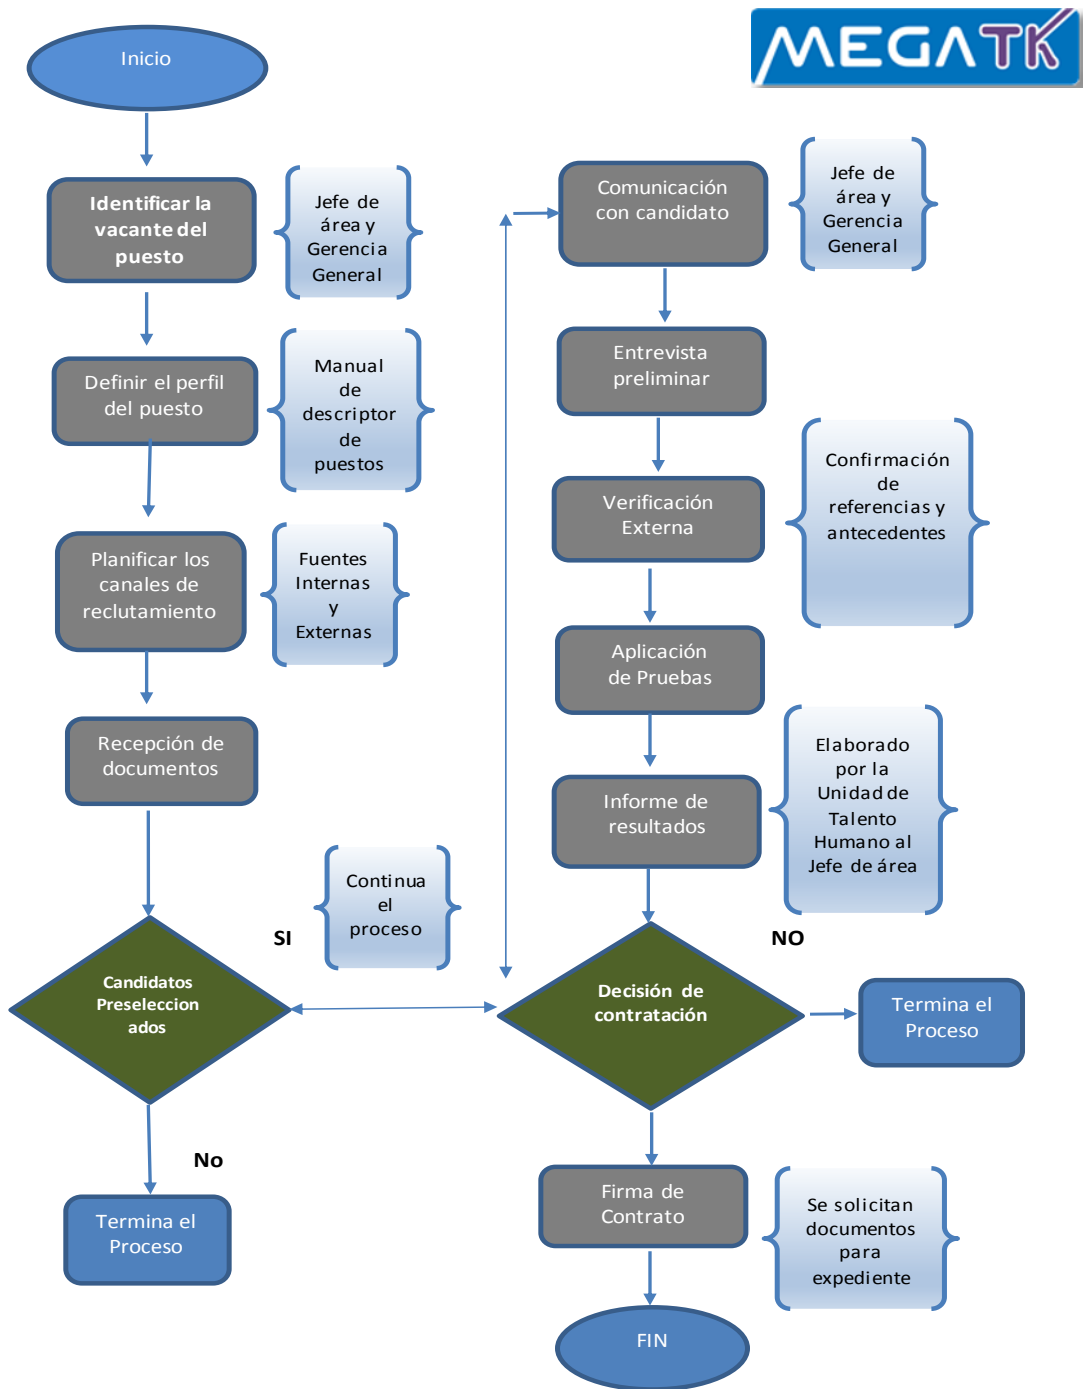 MEGATK
Inicio
Identificar la
vacante del
puesto
Jefe de
área y
Gerencia
General
Definir el perfil
del puesto
Manual
de
descriptor
de
puestos
Planificar los
canales de
reclutamiento
Fuentes
Internas
y
Externas
Recepción de
documentos
Candidatos
Preseleccion
ados
SI
Continua
el
proceso
No
Termina el
Proceso
Comunicación
con candidato
Jefe de
área y
Gerencia
General
Entrevista
preliminar
Verificación
Externa
Confirmación
de
referencias y
antecedentes
Aplicación
de Pruebas
Informe de
resultados
Elaborado
por la
Unidad de
Talento
Humano al
Jefe de área
Decisión de
contratación
NO
Termina el
Proceso
Firma de
Contrato
Se solicitan
documentos
para
expediente
FIN